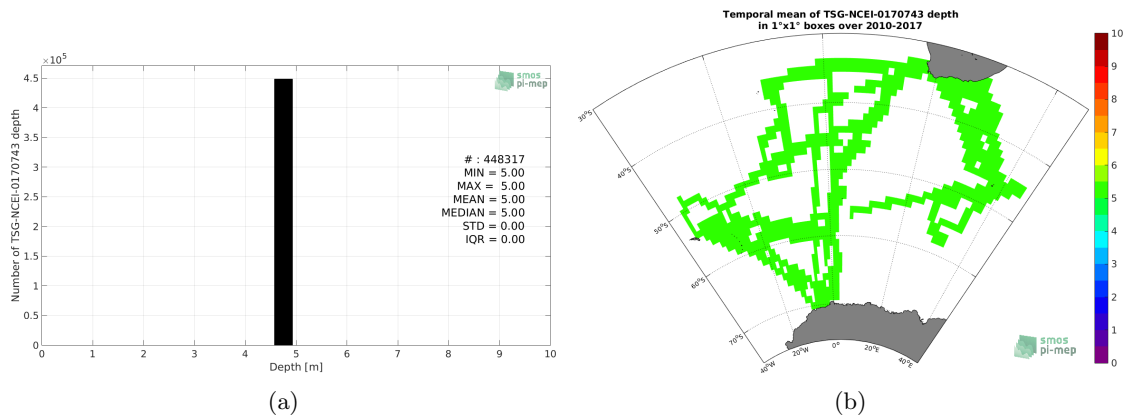 ×10⁵
4.5
4
3.5
3
2.5
2
1.5
1
0.5
0
Number of TSG-NCEI-0170743 depth
0 1 2 3 4 5 6 7 8 9 10
Depth [m]
smos
pi-mep
# : 448317
MIN = 5.00
MAX = 5.00
MEAN = 5.00
MEDIAN = 5.00
STD = 0.00
IQR = 0.00
(a)
Temporal mean of TSG-NCEI-0170743 depth
in 1°x1° boxes over 2010-2017
30°S
40°S
50°S
60°S
70°S
40°W
20°W
0°
20°E
40°E
10
9
8
7
6
5
4
3
2
1
0
smos
pi-mep
(b)